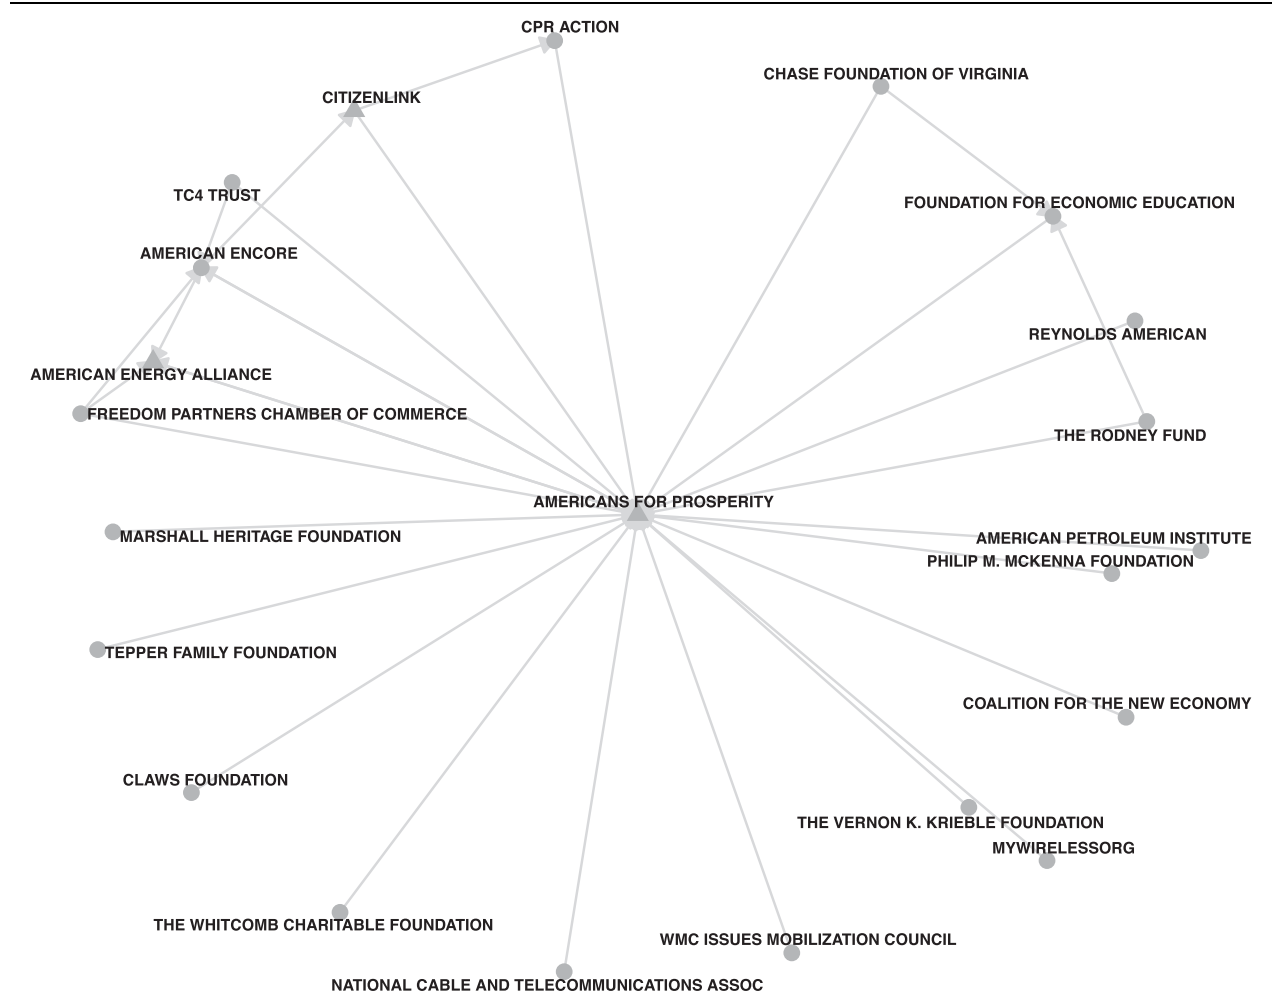 CPR ACTION
CHASE FOUNDATION OF VIRGINIA
CITIZENLINK
TC4 TRUST
FOUNDATION FOR ECONOMIC EDUCATION
AMERICAN ENCORE
REYNOLDS AMERICAN
AMERICAN ENERGY ALLIANCE
FREEDOM PARTNERS CHAMBER OF COMMERCE
THE RODNEY FUND
AMERICANS FOR PROSPERITY
MARSHALL HERITAGE FOUNDATION
AMERICAN PETROLEUM INSTITUTE
PHILIP M. MCKENNA FOUNDATION
TEPPER FAMILY FOUNDATION
COALITION FOR THE NEW ECONOMY
CLAWS FOUNDATION
THE VERNON K. KRIEBLE FOUNDATION
MYWIRELESSORG
THE WHITCOMB CHARITABLE FOUNDATION
WMC ISSUES MOBILIZATION COUNCIL
NATIONAL CABLE AND TELECOMMUNICATIONS ASSOC